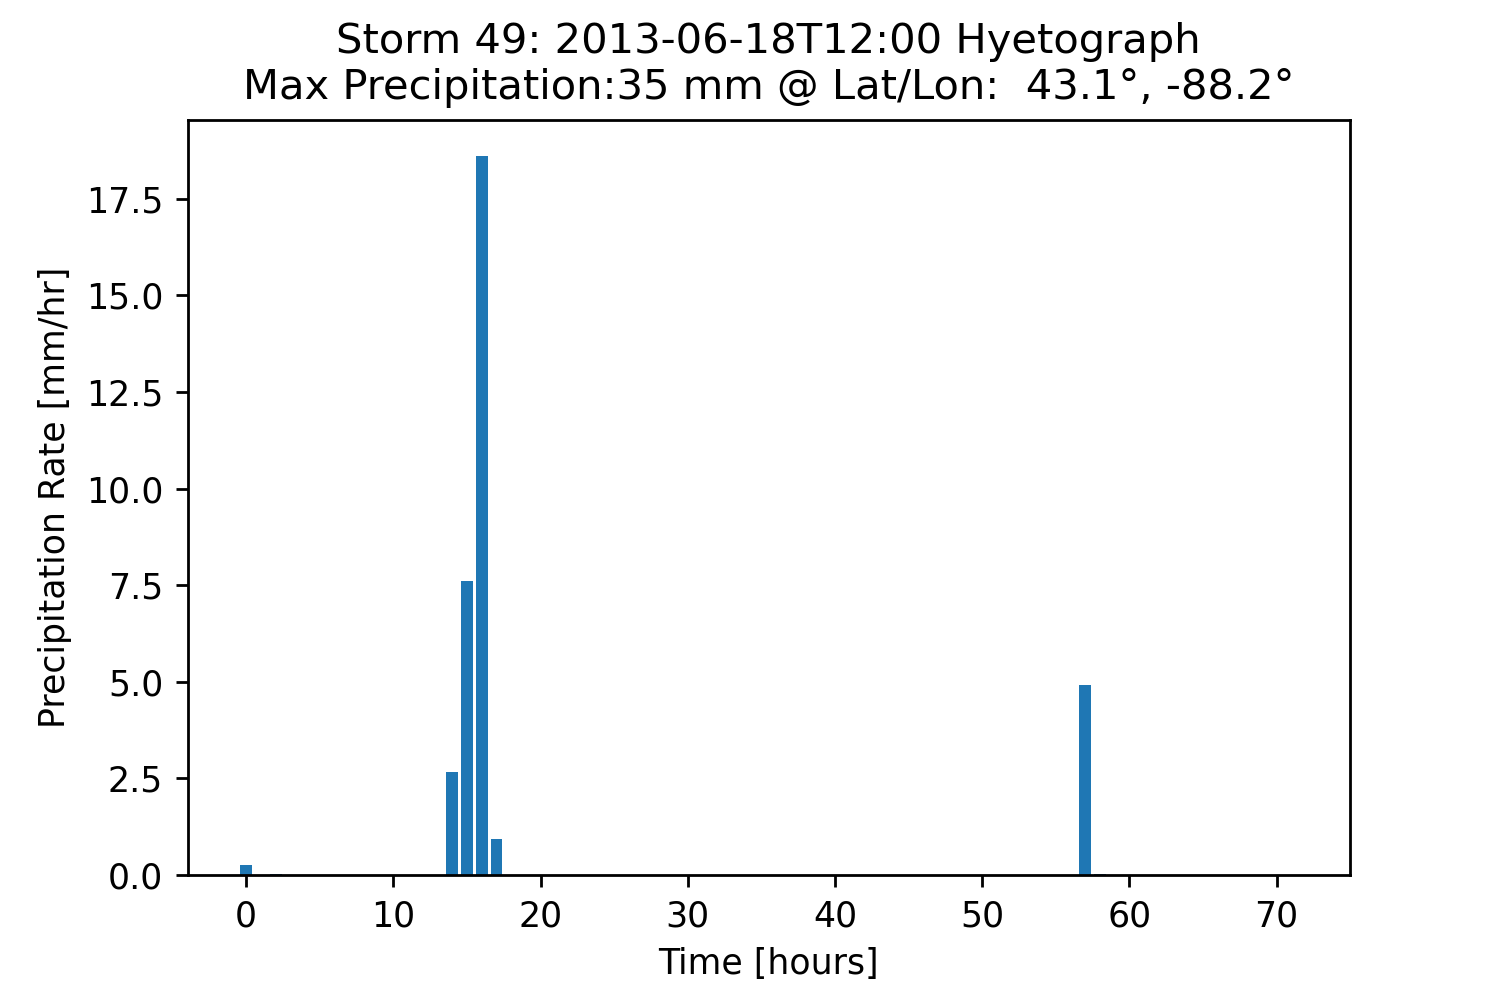 Storm 49: 2013-06-18T12:00 Hyetograph
Max Precipitation:35 mm @ Lat/Lon:  43.1°, -88.2°
Precipitation Rate [mm/hr]
17.5
15.0
12.5
10.0
7.5
5.0
2.5
0.0
0 10 20 30 40 50 60 70
Time [hours]